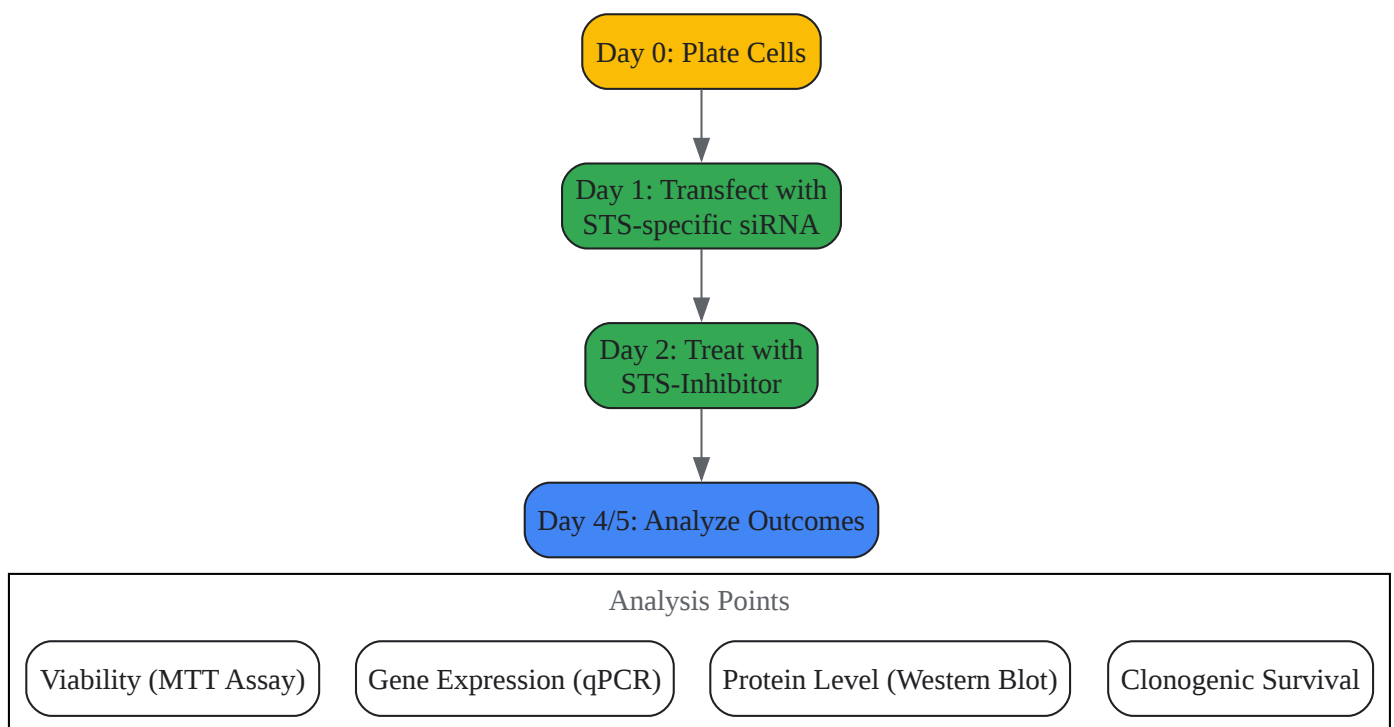 Day 0: Plate Cells
Day 1: Transfect with
STS-specific siRNA
Day 2: Treat with
STS-Inhibitor
Day 4/5: Analyze Outcomes
Analysis Points
Viability (MTT Assay)
Gene Expression (qPCR)
Protein Level (Western Blot)
Clonogenic Survival